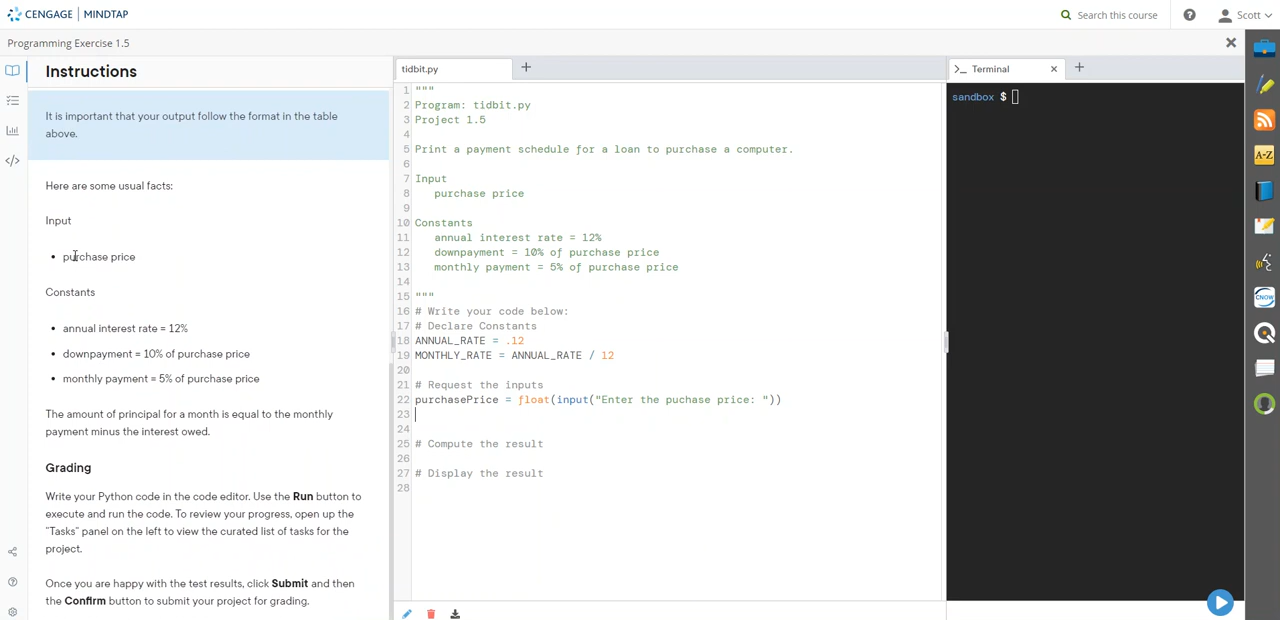 CENGAGE | MINDTAP
Search this course
Scott
Programming Exercise 1.5
Instructions
It is important that your output follow the format in the table
above.
Here are some usual facts:
Input
• purchase price
Constants
• annual interest rate = 12%
• downpayment = 10% of purchase price
• monthly payment = 5% of purchase price
The amount of principal for a month is equal to the monthly
payment minus the interest owed.
Grading
Write your Python code in the code editor. Use the Run button to
execute and run the code. To review your progress, open up the
"Tasks" panel on the left to view the curated list of tasks for the
project.
Once you are happy with the test results, click Submit and then
the Confirm button to submit your project for grading.
tidbit.py
1 """
2 Program: tidbit.py
3 Project 1.5
4
5 Print a payment schedule for a loan to purchase a computer.
6
7 Input
8 purchase price
9
10 Constants
11 annual interest rate = 12%
12 downpayment = 10% of purchase price
13 monthly payment = 5% of purchase price
14
15 """
16 # Write your code below:
17 # Declare Constants
18 ANNUAL_RATE = .12
19 MONTHLY_RATE = ANNUAL_RATE / 12
20
21 # Request the inputs
22 purchasePrice = float(input("Enter the puchase price: "))
23
24
25 # Compute the result
26
27 # Display the result
28
>_ Terminal
sandbox $
A-Z
CNOW